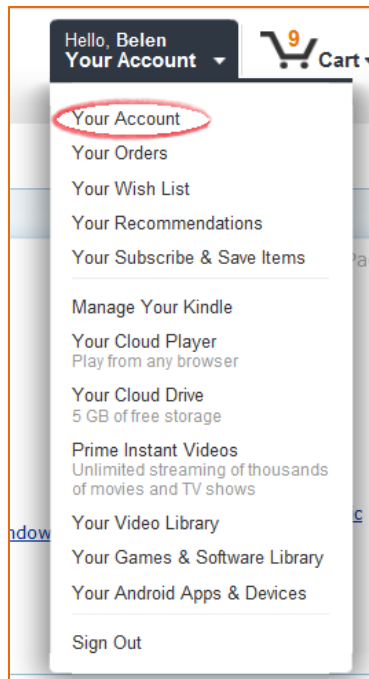 Hello, Belen
Your Account
9
Cart
Your Account
Your Orders
Your Wish List
Your Recommendations
Your Subscribe & Save Items
Manage Your Kindle
Your Cloud Player
Play from any browser
Your Cloud Drive
5 GB of free storage
Prime Instant Videos
Unlimited streaming of thousands
of movies and TV shows
Your Video Library
Your Games & Software Library
Your Android Apps & Devices
Sign Out